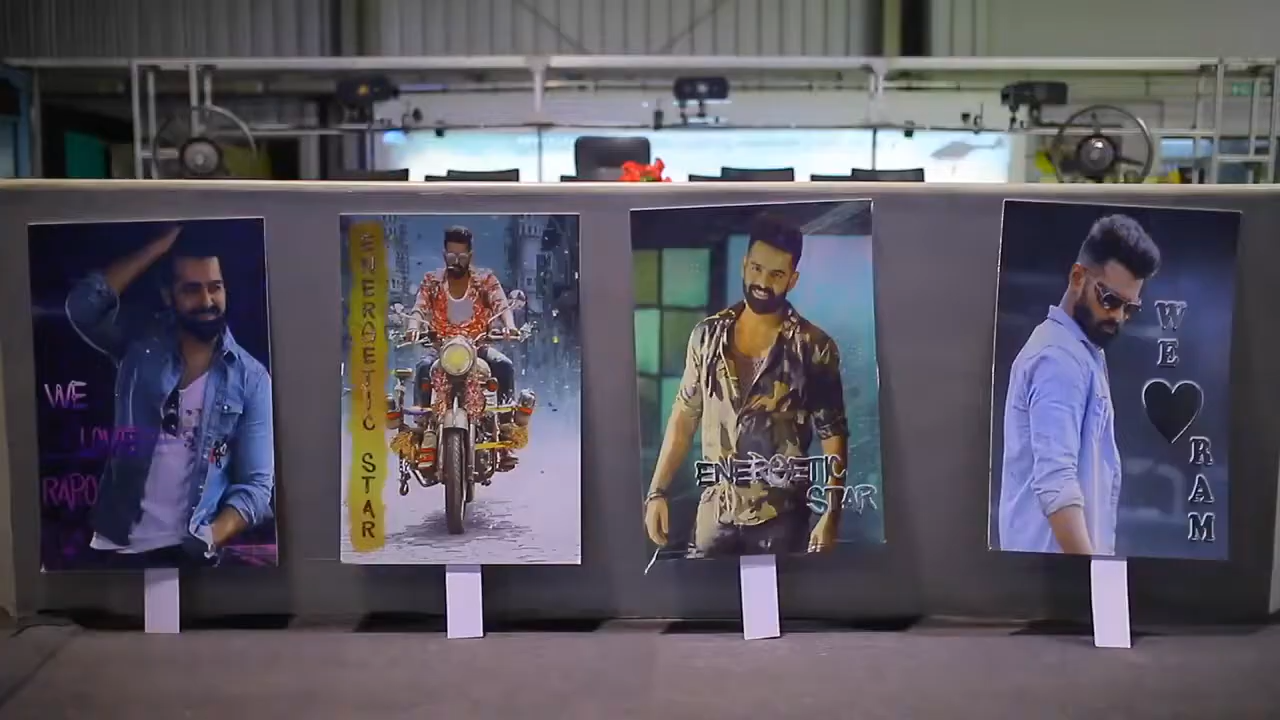 WE
LOVE
RAPO
ENERGETIC STAR
ENERGETIC
STAR
WE
RAM